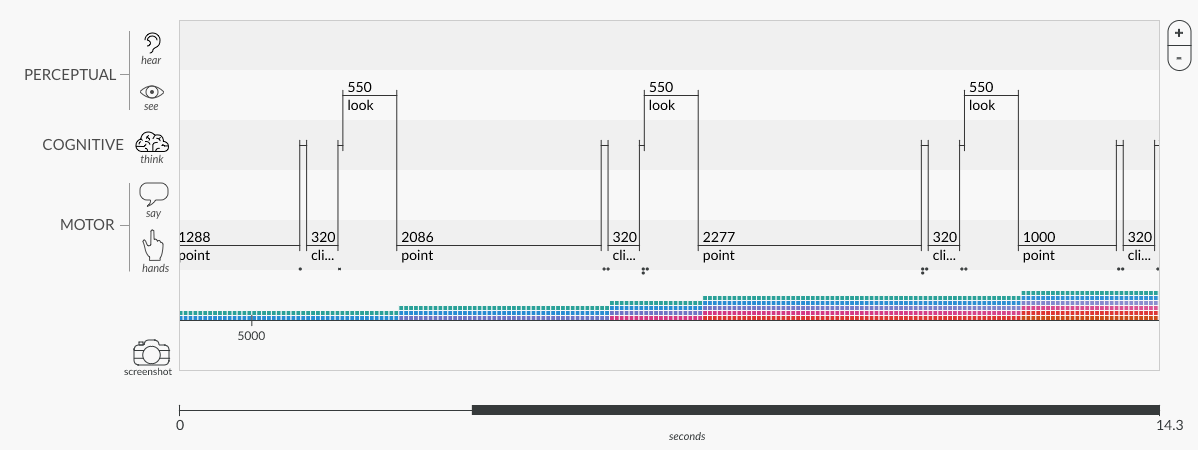 +
-
PERCEPTUAL
hear
see
COGNITIVE
think
MOTOR
say
hands
550
look
550
look
550
look
1288
point
320
cli...
2086
point
320
cli...
2277
point
320
cli...
1000
point
320
cli...
5000
screenshot
0
14.3
seconds